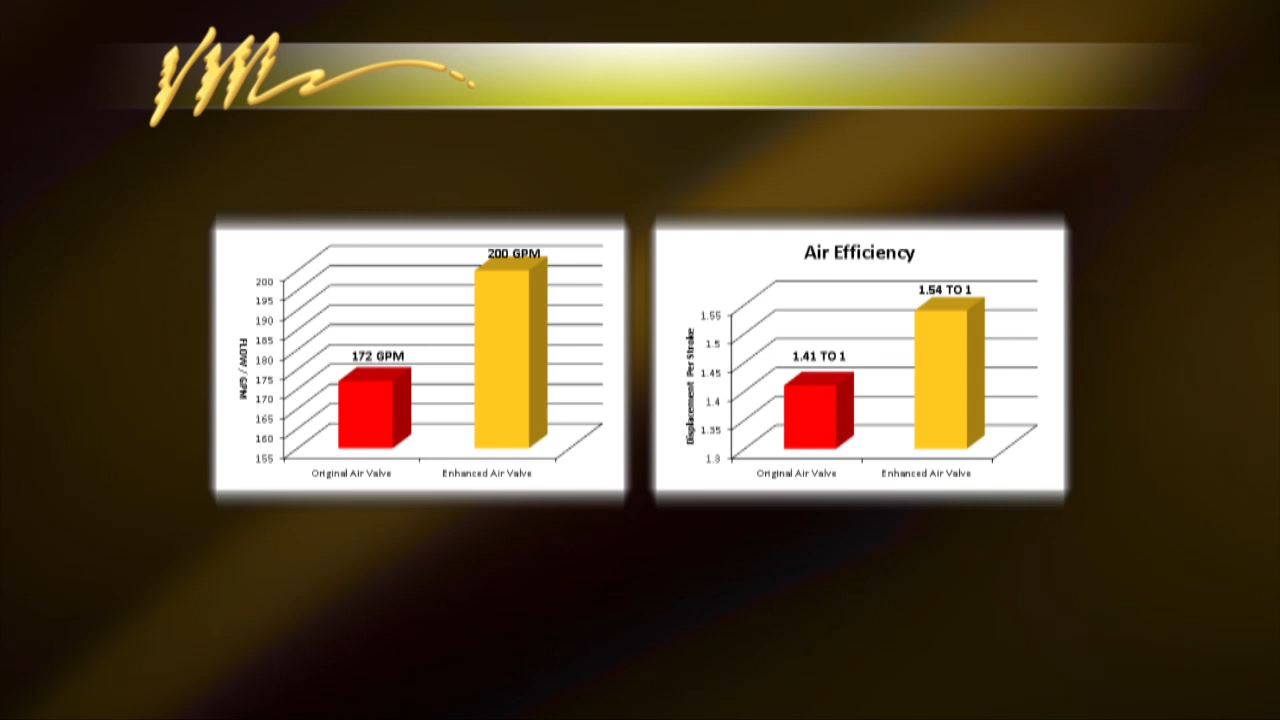 200 GPM
172 GPM
FLOW / GPM
200
195
190
185
180
175
170
165
160
155
Original Air Valve
Enhanced Air Valve
Air Efficiency
1.54 TO 1
1.41 TO 1
Displacement Per Stroke
1.55
1.5
1.45
1.4
1.35
1.3
Original Air Valve
Enhanced Air Valve